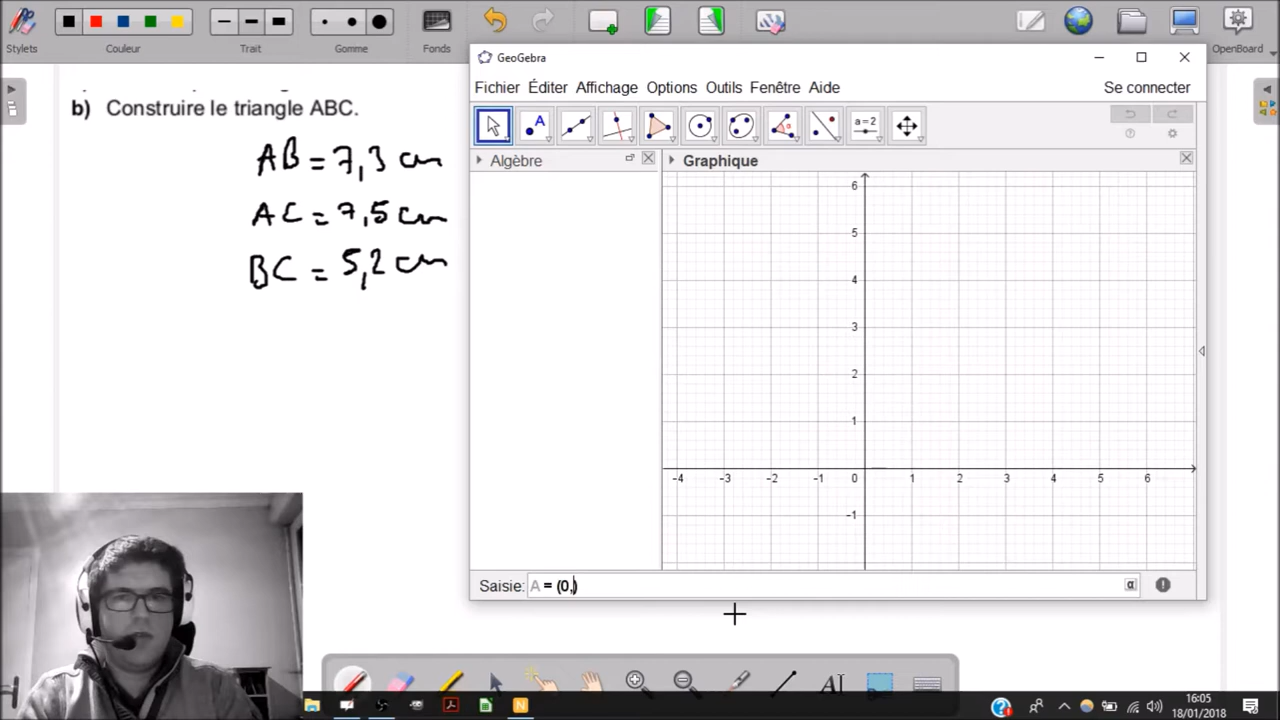 Stylets
Couleur
Trait
Gomme
Fonds
OpenBoard
b) Construire le triangle ABC.
AB = 7,3 cm
AC = 7,5 cm
BC = 5,2 cm
GeoGebra
Fichier Éditer Affichage Options Outils Fenêtre Aide
Se connecter
A
a=2
Algèbre
Graphique
6
5
4
3
2
1
-4 -3 -2 -1 0 1 2 3 4 5 6
-1
Saisie: A = (0,)
α
AI
N
16:05
18/01/2018